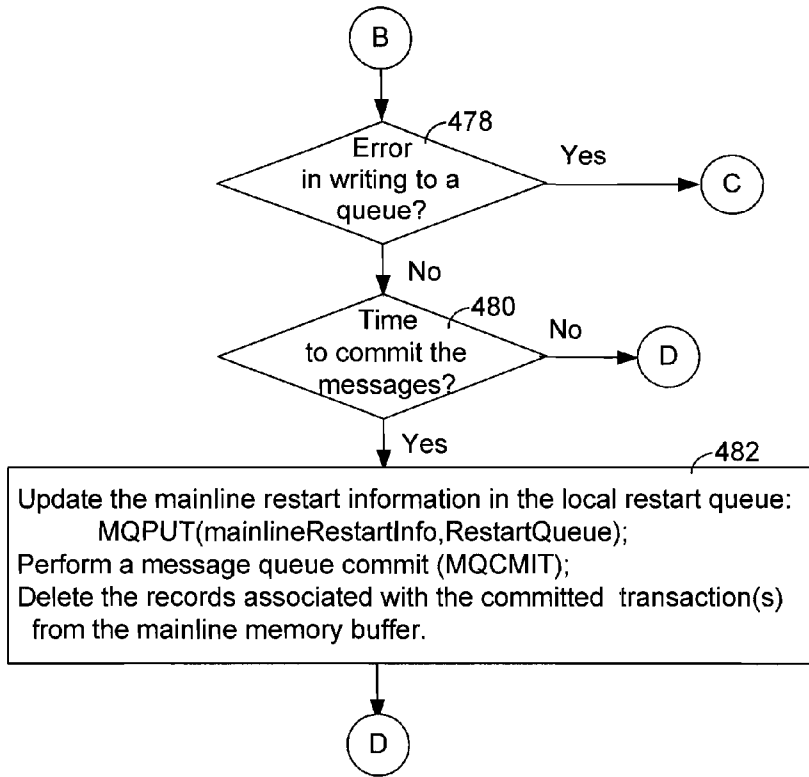 B
478
Error
in writing to a
queue?
Yes
C
No
480
Time
to commit the
messages?
No
D
Yes
482
Update the mainline restart information in the local restart queue:
MQPUT(mainlineRestartInfo,RestartQueue);
Perform a message queue commit (MQCMIT);
Delete the records associated with the committed transaction(s)
from the mainline memory buffer.
D